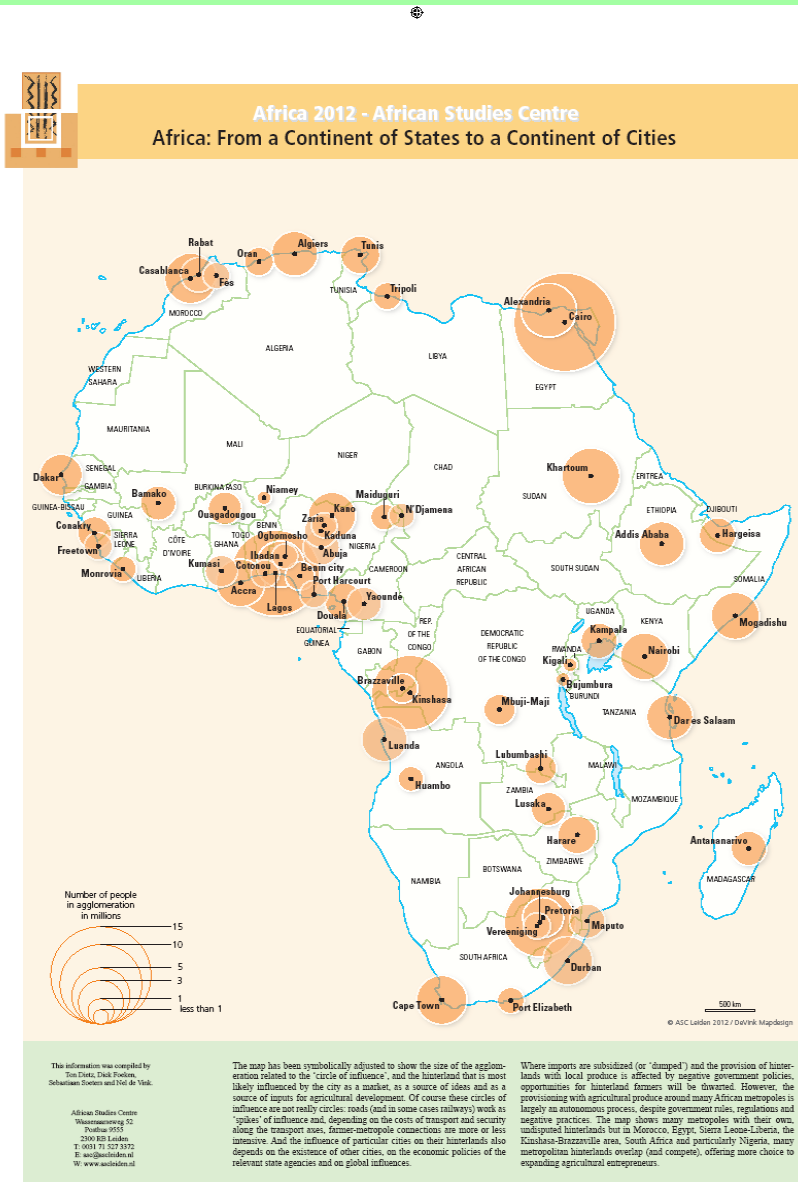 Africa 2012 - African Studies Centre
Africa: From a Continent of States to a Continent of Cities
Rabat
Oran
Algiers
Tunis
Casablanca
Fès
Tripoli
TUNISIA
Alexandria
Cairo
MOROCCO
ALGERIA
LIBYA
WESTERN
SAHARA
EGYPT
MAURITANIA
MALI
NIGER
CHAD
Khartoum
SUDAN
ERITREA
Dakar
SENEGAL
GAMBIA
GUINEA-BISSAU
GUINEA
Bamako
BURKINA FASO
Ouagadougou
Niamey
Maiduguri
N'Djamena
Kano
Zaria
Kaduna
Abuja
NIGERIA
BENIN
TOGO
GHANA
Ogbomosho
Ibadan
Cotonou
Benin city
Port Harcourt
Conakry
Freetown
SIERRA
LEONE
CÔTE
D'IVOIRE
Monrovia
LIBERIA
Kumasi
Accra
Lagos
Douala
Yaoundé
CAMEROON
CENTRAL
AFRICAN
REPUBLIC
SOUTH SUDAN
ETHIOPIA
DJIBOUTI
Addis Ababa
Hargeisa
SOMALIA
Mogadishu
EQUATORIAL
GUINEA
GABON
REP.
OF THE
CONGO
DEMOCRATIC
REPUBLIC
OF THE CONGO
UGANDA
Kampala
KENYA
Nairobi
RWANDA
Kigali
Bujumbura
BURUNDI
TANZANIA
Dar es Salaam
Brazzaville
Kinshasa
Mbuji-Maji
Luanda
ANGOLA
Huambo
Lubumbashi
ZAMBIA
Lusaka
MALAWI
MOZAMBIQUE
Harare
ZIMBABWE
Antananarivo
MADAGASCAR
NAMIBIA
BOTSWANA
Johannesburg
Pretoria
Vereeniging
Maputo
SOUTH AFRICA
Durban
Cape Town
Port Elizabeth
Number of people
in agglomeration
in millions
15
10
5
3
1
less than 1
500 km
© ASC Leiden 2012 / DeVink Mapdesign
This information was compiled by
Ton Dietz, Dick Foeken,
Sebastiaan Soeters and Nel de Vink.
African Studies Centre
Wassenaarseweg 52
Postbus 9555
2300 RB Leiden
T: 0031 71 527 3372
E: asc@ascleiden.nl
W: www.ascleiden.nl
The map has been symbolically adjusted to show the size of the agglom-
eration related to the 'circle of influence', and the hinterland that is most
likely influenced by the city as a market, as a source of ideas and as a
source of inputs for agricultural development. Of course these circles of
influence are not really circles: roads (and in some cases railways) work as
'spikes' of influence and, depending on the costs of transport and security
along the transport axes, farmer-metropole connections are more or less
intensive. And the influence of particular cities on their hinterlands also
depends on the existence of other cities, on the economic policies of the
relevant state agencies and on global influences.
Where imports are subsidized (or 'dumped') and the provision of hinter-
lands with local produce is affected by negative government policies,
opportunities for hinterland farmers will be thwarted. However, the
provisioning with agricultural produce around many African metropoles is
largely an autonomous process, despite government rules, regulations and
negative practices. The map shows many metropoles with their own,
undisputed hinterlands but in Morocco, Egypt, Sierra Leone-Liberia, the
Kinshasa-Brazzaville area, South Africa and particularly Nigeria, many
metropolitan hinterlands overlap (and compete), offering more choice to
expanding agricultural entrepreneurs.